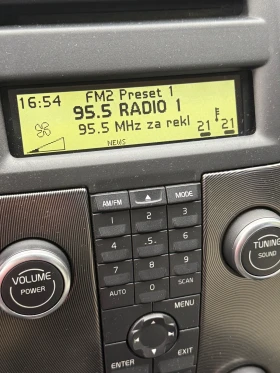 16:54 FM2 Preset 1
95.5 RADIO 1
95.5 MHz za rekl
21 21
NEWS
AM/FM MODE
1 2 3
4 .5. 6
7 8 9
AUTO 0 SCAN
VOLUME
POWER
TUNING
SOUND
MENU
ENTER EXIT